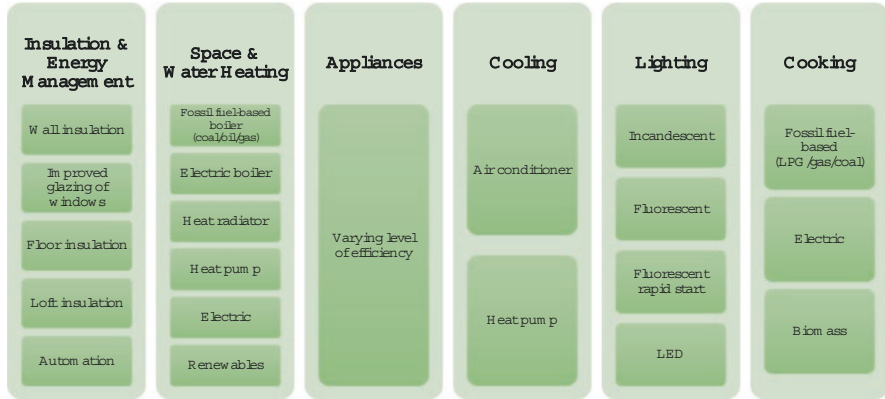 Insulation &
Energy
Management
Wall insulation
Improved
glazing of
windows
Floor insulation
Loft insulation
Automation
Space &
Water Heating
Fossil fuel-based
boiler
(coal/oil/gas)
Electric boiler
Heat radiator
Heat pump
Electric
Renewables
Appliances
Varying level
of efficiency
Cooling
Air conditioner
Heat pump
Lighting
Incandescent
Fluorescent
Fluorescent
rapid start
LED
Cooking
Fossil fuel-
based
(LPG/gas/coal)
Electric
Biomass